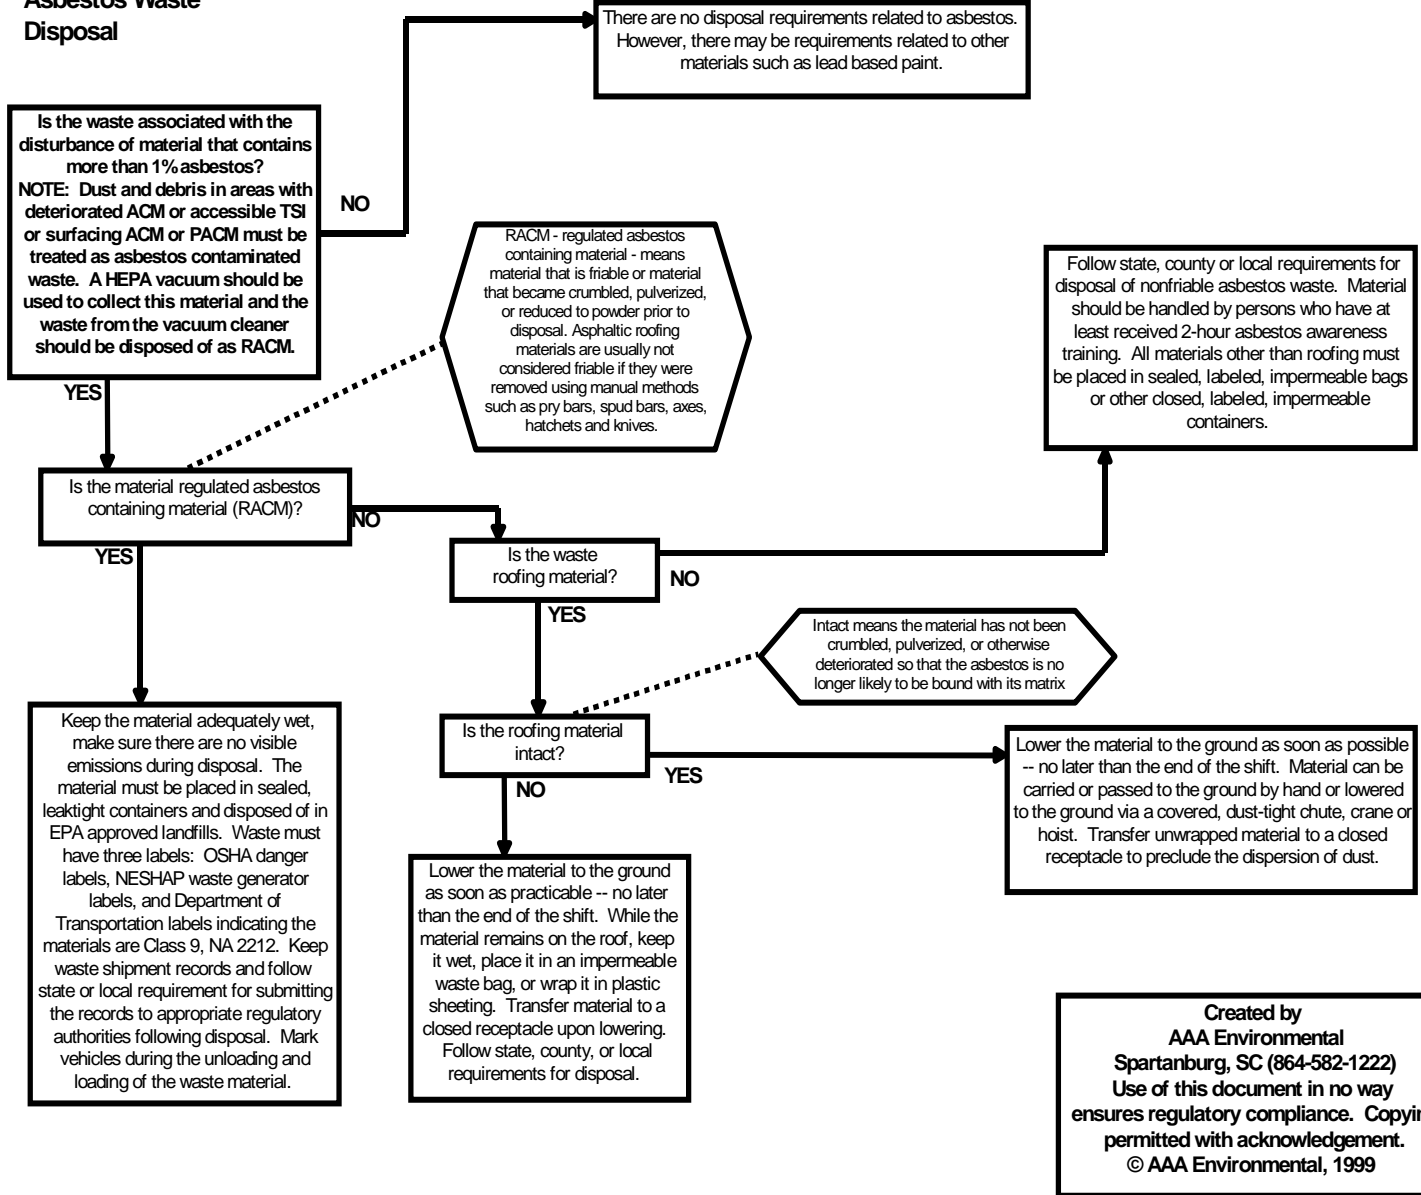 Asbestos Waste
Disposal
There are no disposal requirements related to asbestos.
However, there may be requirements related to other
materials such as lead based paint.
Is the waste associated with the
disturbance of material that contains
more than 1% asbestos?
NOTE: Dust and debris in areas with
deteriorated ACM or accessible TSI
or surfacing ACM or PACM must be
treated as asbestos contaminated
waste. A HEPA vacuum should be
used to collect this material and the
waste from the vacuum cleaner
should be disposed of as RACM.
NO
YES
RACM - regulated asbestos
containing material - means
material that is friable or material
that became crumbled, pulverized,
or reduced to powder prior to
disposal. Asphaltic roofing
materials are usually not
considered friable if they were
removed using manual methods
such as pry bars, spud bars, axes,
hatchets and knives.
Follow state, county or local requirements for
disposal of nonfriable asbestos waste. Material
should be handled by persons who have at
least received 2-hour asbestos awareness
training. All materials other than roofing must
be placed in sealed, labeled, impermeable bags
or other closed, labeled, impermeable
containers.
Is the material regulated asbestos
containing material (RACM)?
NO
YES
Is the waste
roofing material?
NO
YES
Intact means the material has not been
crumbled, pulverized, or otherwise
deteriorated so that the asbestos is no
longer likely to be bound with its matrix
Is the roofing material
intact?
YES
NO
Keep the material adequately wet,
make sure there are no visible
emissions during disposal. The
material must be placed in sealed,
leaktight containers and disposed of in
EPA approved landfills. Waste must
have three labels: OSHA danger
labels, NESHAP waste generator
labels, and Department of
Transportation labels indicating the
materials are Class 9, NA 2212. Keep
waste shipment records and follow
state or local requirement for submitting
the records to appropriate regulatory
authorities following disposal. Mark
vehicles during the unloading and
loading of the waste material.
Lower the material to the ground
as soon as practicable -- no later
than the end of the shift. While the
material remains on the roof, keep
it wet, place it in an impermeable
waste bag, or wrap it in plastic
sheeting. Transfer material to a
closed receptacle upon lowering.
Follow state, county, or local
requirements for disposal.
Lower the material to the ground as soon as possible
-- no later than the end of the shift. Material can be
carried or passed to the ground by hand or lowered
to the ground via a covered, dust-tight chute, crane or
hoist. Transfer unwrapped material to a closed
receptacle to preclude the dispersion of dust.
Created by
AAA Environmental
Spartanburg, SC (864-582-1222)
Use of this document in no way
ensures regulatory compliance.
permitted with acknowledgement.
© AAA Environmental, 1999